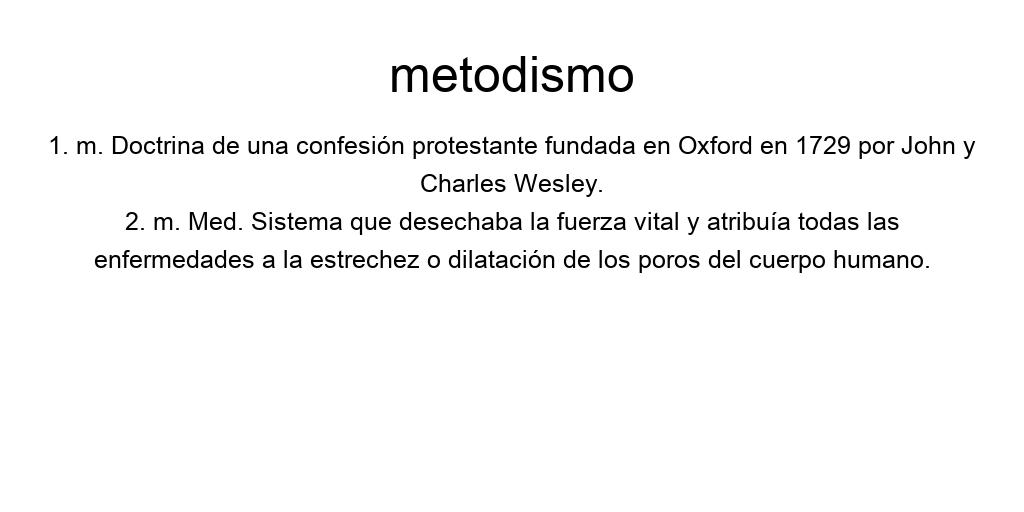 metodismo
1. m. Doctrina de una confesión protestante fundada en Oxford en 1729 por John y
Charles Wesley.
2. m. Med. Sistema que desechaba la fuerza vital y atribuía todas las
enfermedades a la estrechez o dilatación de los poros del cuerpo humano.